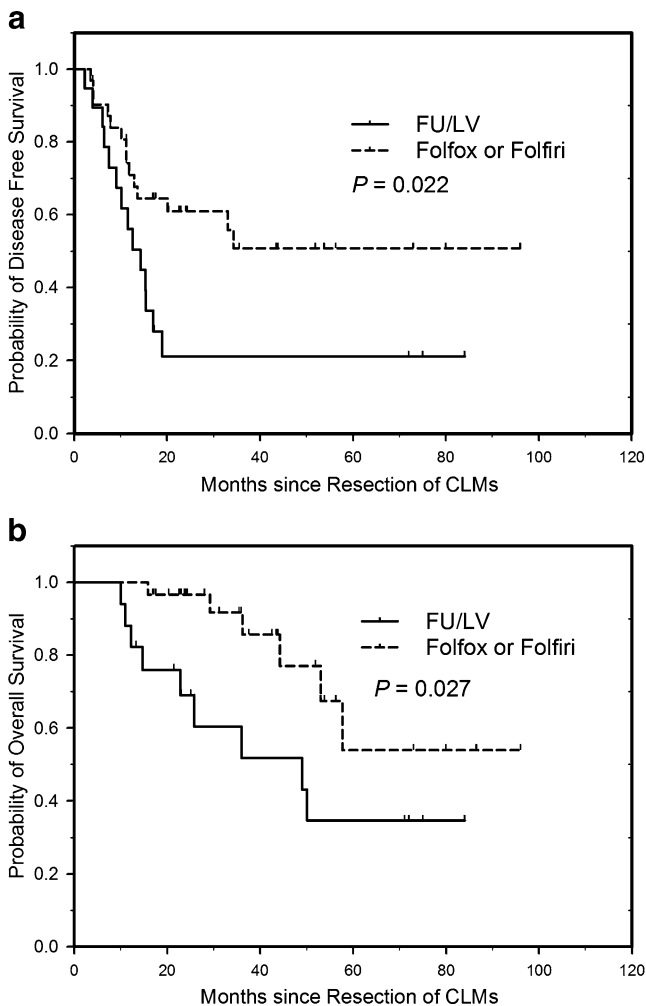 a
Probability of Disease Free Survival
1.0
0.8
0.6
0.4
0.2
0.0
FU/LV
Folfox or Folfiri
P = 0.022
0 20 40 60 80 100 120
Months since Resection of CLMs
b
Probability of Overall Survival
1.0
0.8
0.6
0.4
0.2
0.0
FU/LV
Folfox or Folfiri
P = 0.027
0 20 40 60 80 100 120
Months since Resection of CLMs